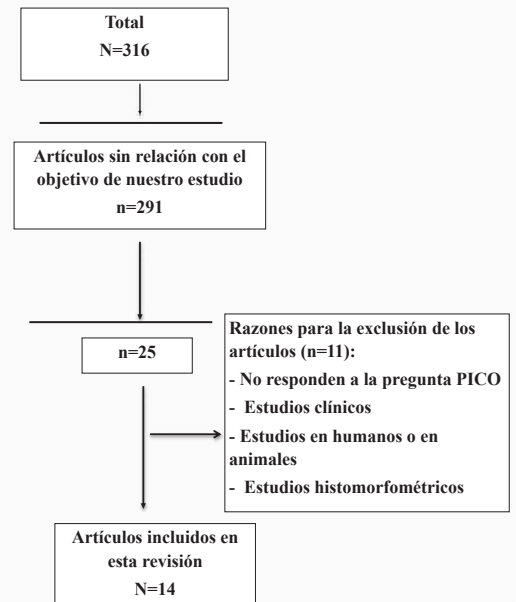 Total
N=316
Artículos sin relación con el
objetivo de nuestro estudio
n=291
n=25
Razones para la exclusión de los
artículos (n=11):
- No responden a la pregunta PICO
- Estudios clínicos
- Estudios en humanos o en
animales
- Estudios histomorfométricos
Artículos incluidos en
esta revisión
N=14